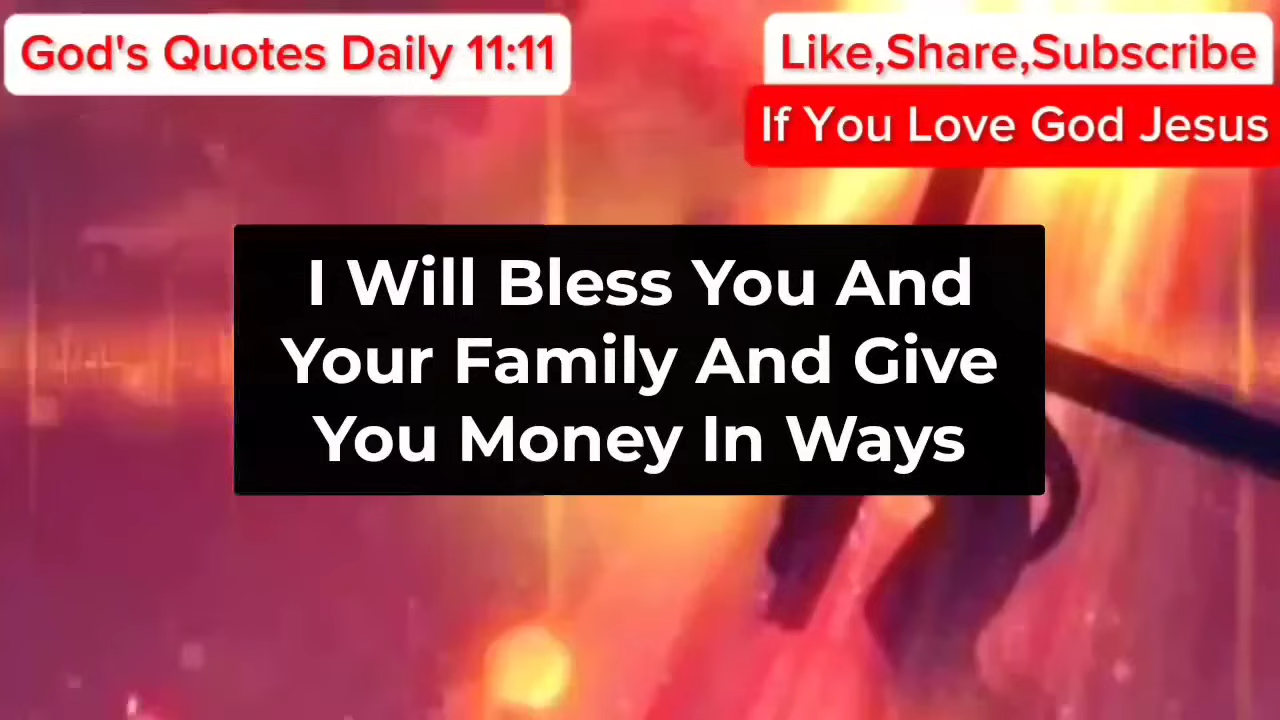 God's Quotes Daily 11:11
Like,Share,Subscribe
If You Love God Jesus
I Will Bless You And
Your Family And Give
You Money In Ways